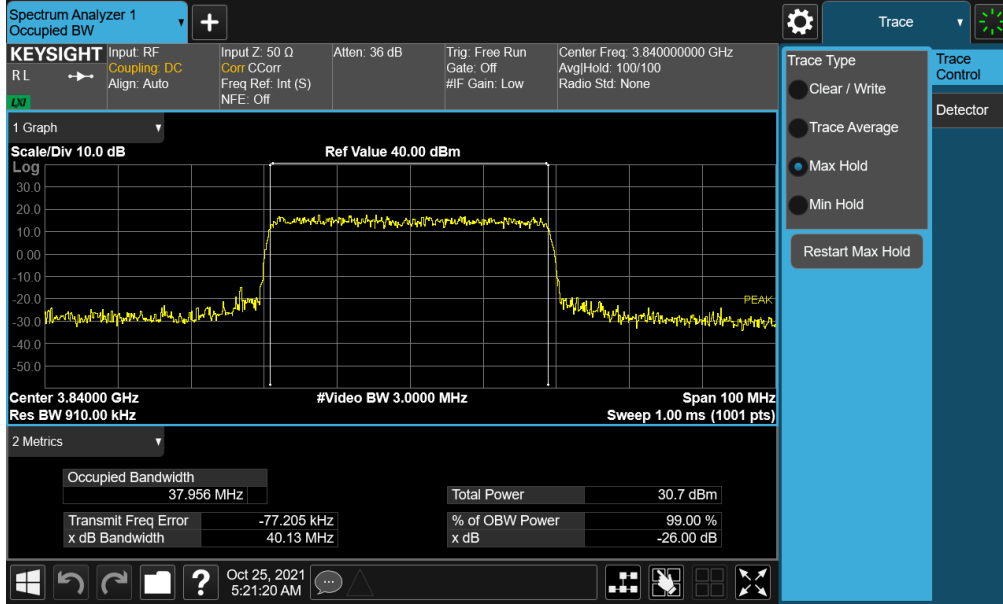 Spectrum Analyzer 1
Occupied BW
+
Trace
KEYSIGHT
RL
LXI
Input: RF
Coupling: DC
Align: Auto
Input Z: 50 Ω
Corr CCorr
Freq Ref: Int (S)
NFE: Off
Atten: 36 dB
Trig: Free Run
Gate: Off
#IF Gain: Low
Center Freq: 3.840000000 GHz
Avg|Hold: 100/100
Radio Std: None
Trace Type
Clear / Write
Trace Average
Max Hold
Min Hold
Restart Max Hold
Trace
Control
Detector
1 Graph
Scale/Div 10.0 dB
Ref Value 40.00 dBm
Log
30.0
20.0
10.0
0.00
-10.0
-20.0
-30.0
-40.0
-50.0
PEAK
Center 3.84000 GHz
#Video BW 3.0000 MHz
Span 100 MHz
Res BW 910.00 kHz
Sweep 1.00 ms (1001 pts)
2 Metrics
Occupied Bandwidth
37.956 MHz
Total Power 30.7 dBm
Transmit Freq Error -77.205 kHz
% of OBW Power 99.00 %
x dB Bandwidth 40.13 MHz
x dB -26.00 dB
?
Oct 25, 2021
5:21:20 AM